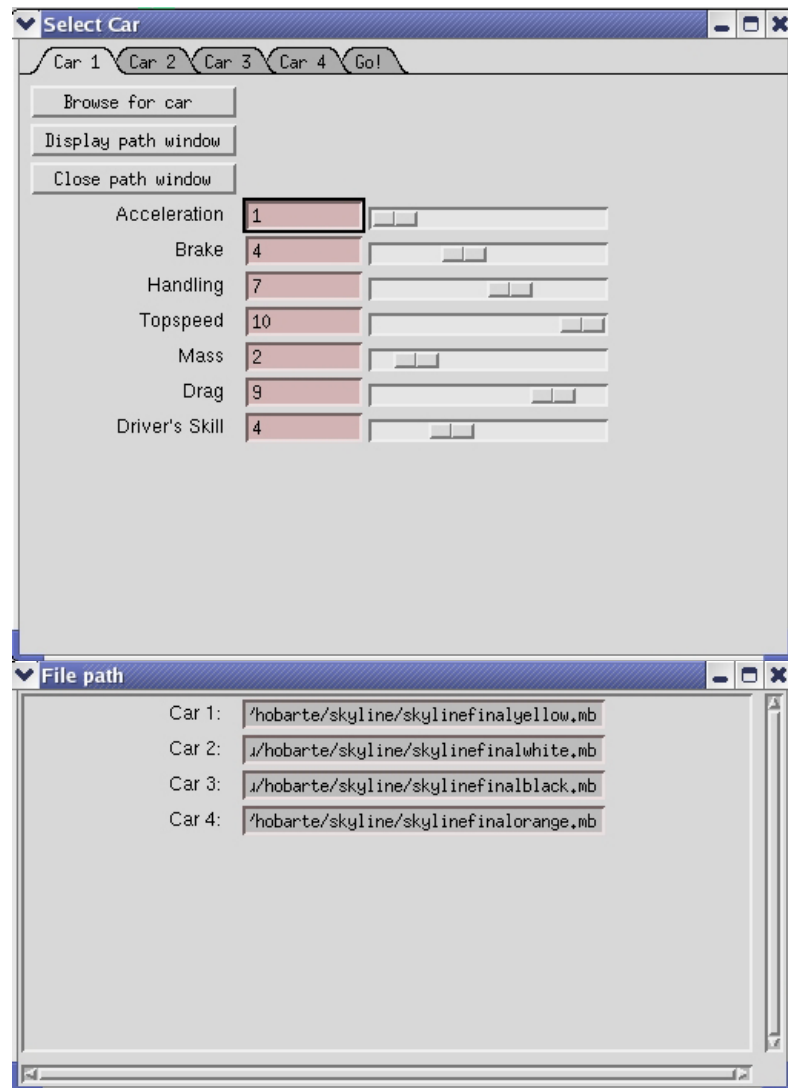 Select Car
Car 1 Car 2 Car 3 Car 4 Go!
Browse for car
Display path window
Close path window
Acceleration 1
Brake 4
Handling 7
Topspeed 10
Mass 2
Drag 9
Driver's Skill 4
File path
Car 1: /hobarte/skyline/skylinefinalyellow.mb
Car 2: /hobarte/skyline/skylinefinalwhite.mb
Car 3: /hobarte/skyline/skylinefinalblack.mb
Car 4: /hobarte/skyline/skylinefinalorange.mb